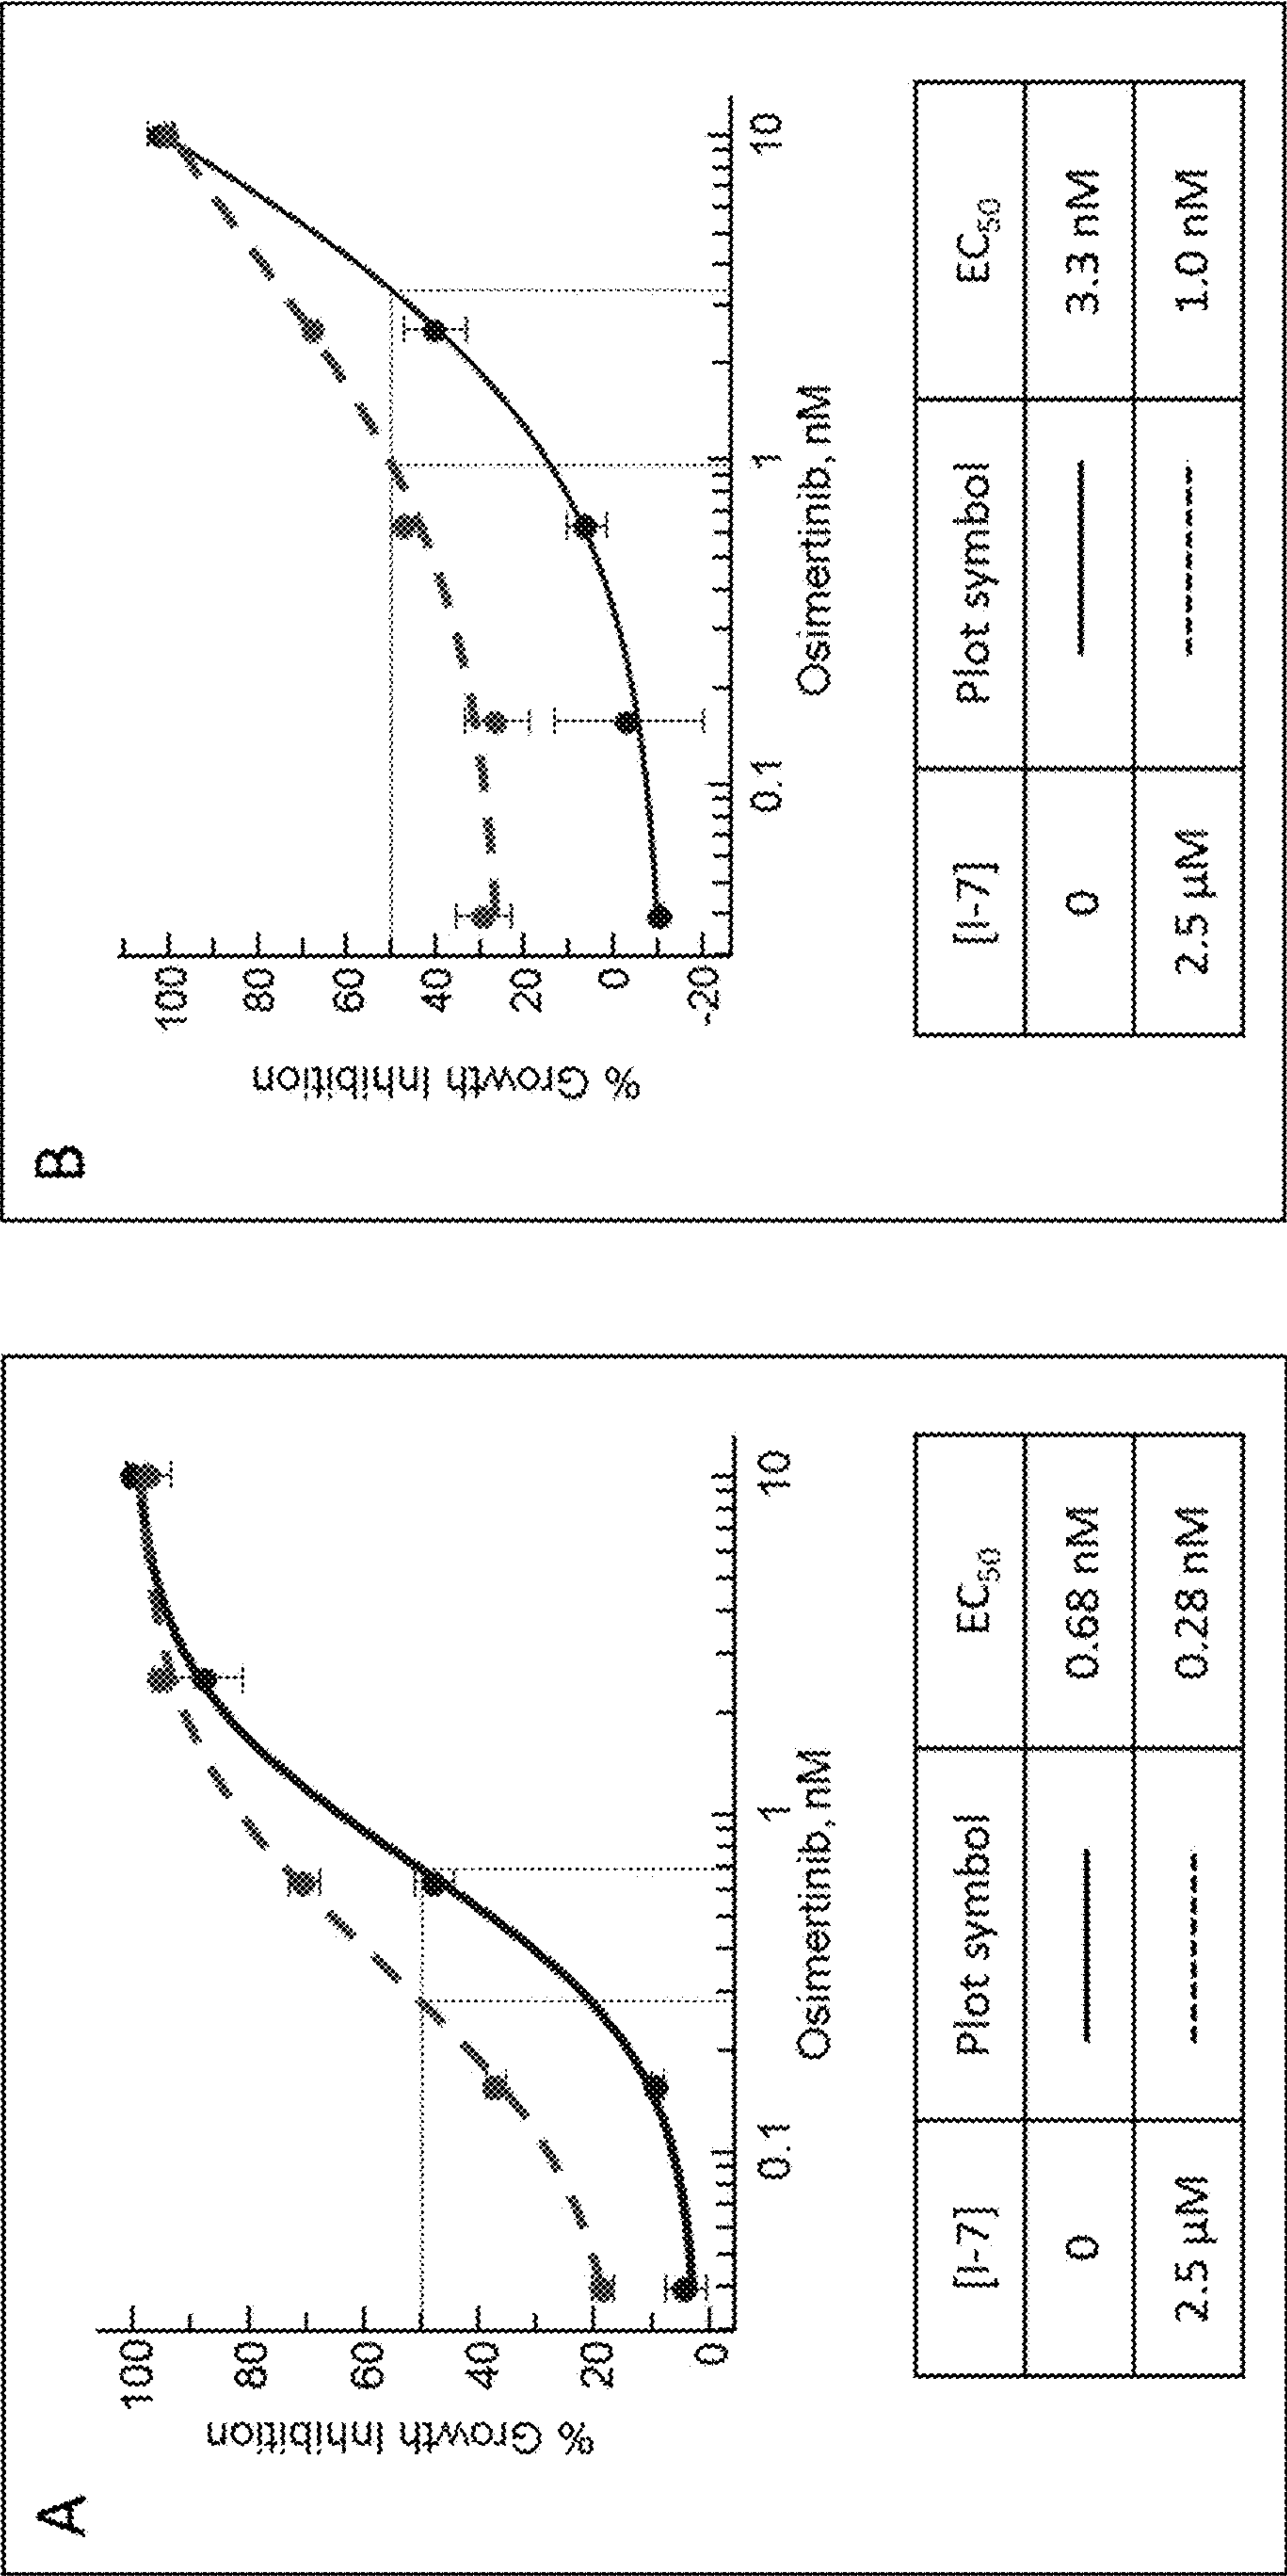 A
% Growth Inhibition
100
80
60
40
20
0
0.1 1 10
Osimertinib, nM
[I-7] Plot symbol EC50
0 0.68 nM
2.5 µM 0.28 nM
B
% Growth Inhibition
100
80
60
40
20
0
-20
0.1 1 10
Osimertinib, nM
[I-7] Plot symbol EC50
0 3.3 nM
2.5 µM 1.0 nM